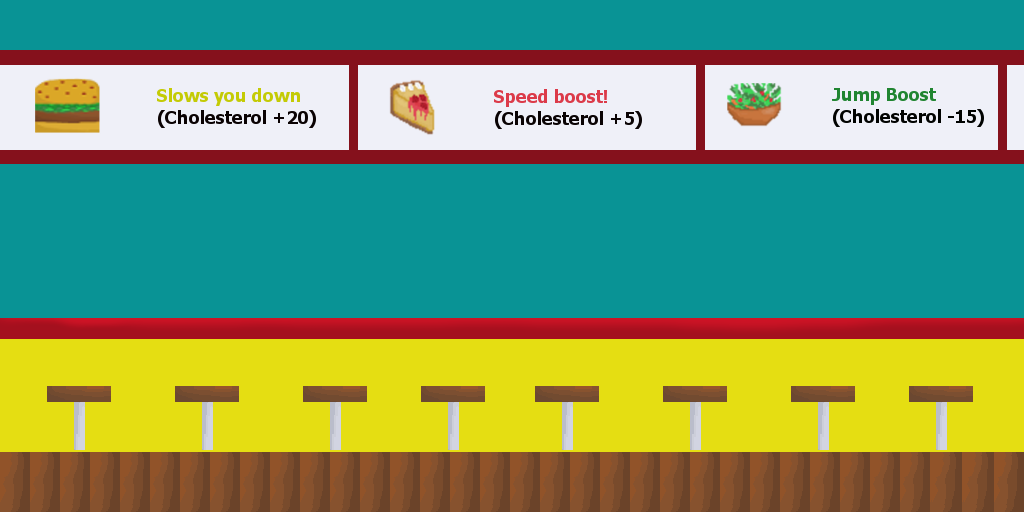 Slows you down
(Cholesterol +20)
Speed boost!
(Cholesterol +5)
Jump Boost
(Cholesterol -15)